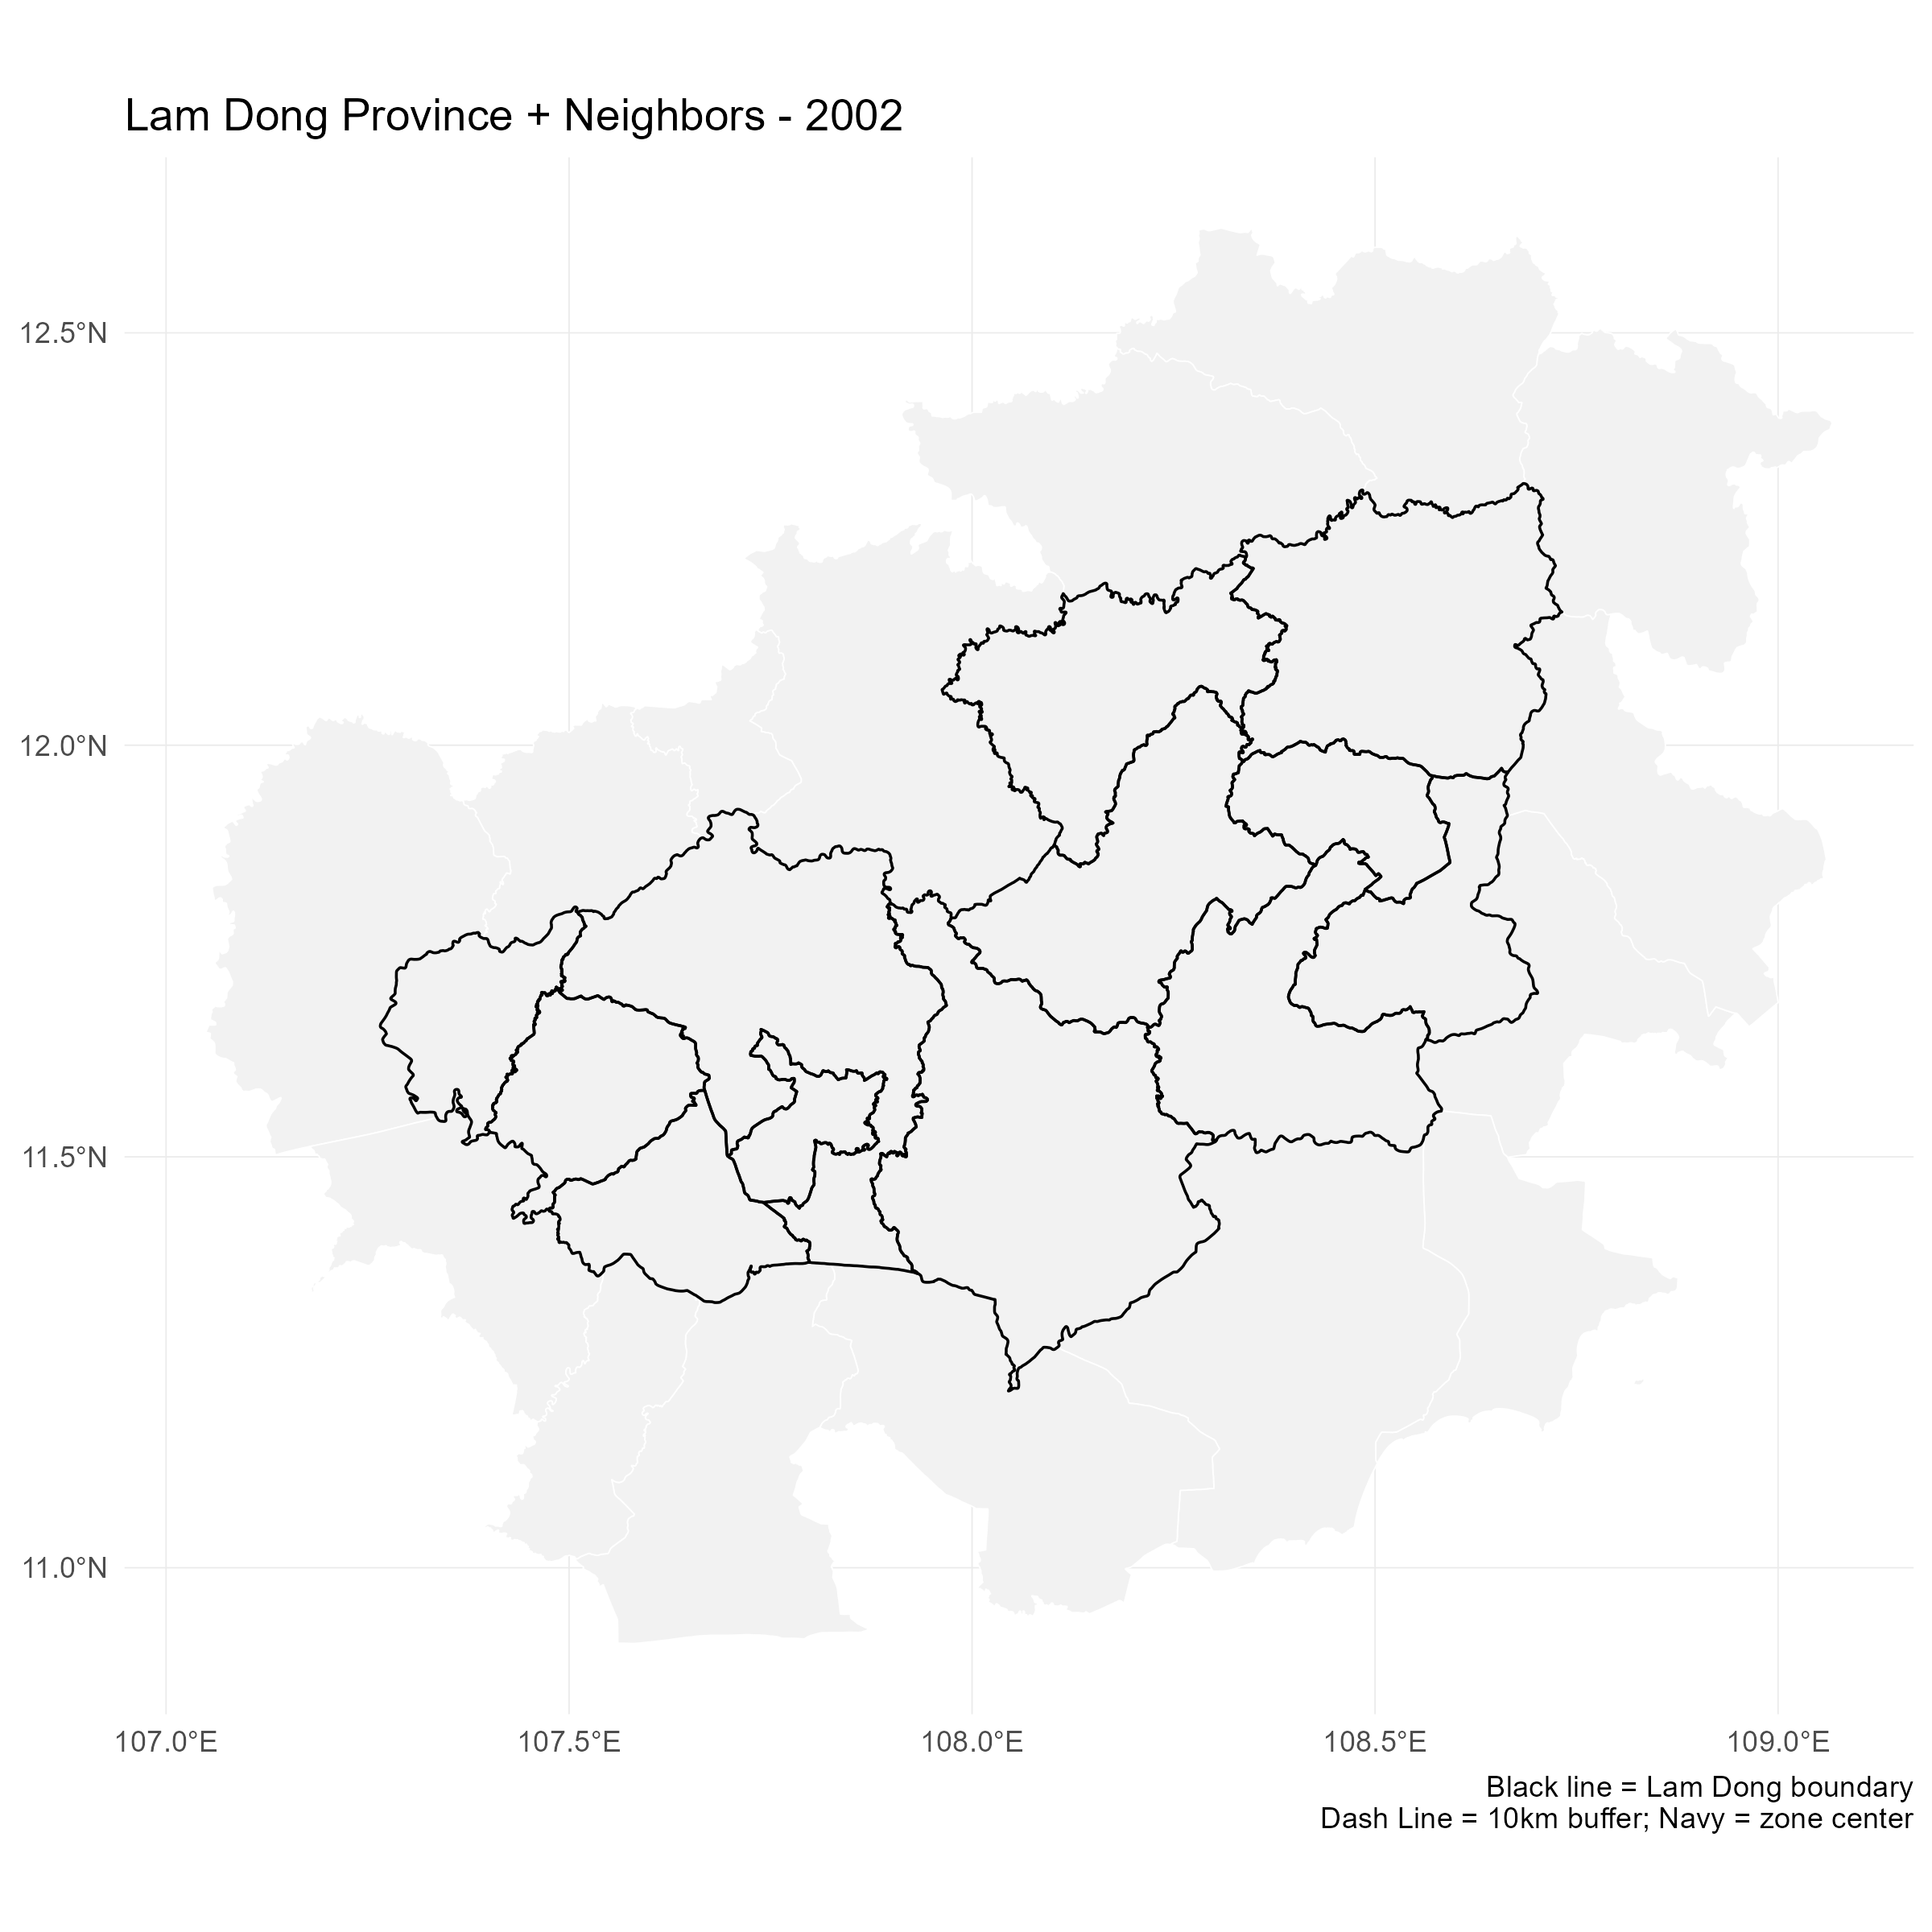 Lam Dong Province + Neighbors - 2002
12.5°N
12.0°N
11.5°N
11.0°N
107.0°E
107.5°E
108.0°E
108.5°E
109.0°E
Black line = Lam Dong boundary
Dash Line = 10km buffer; Navy = zone center